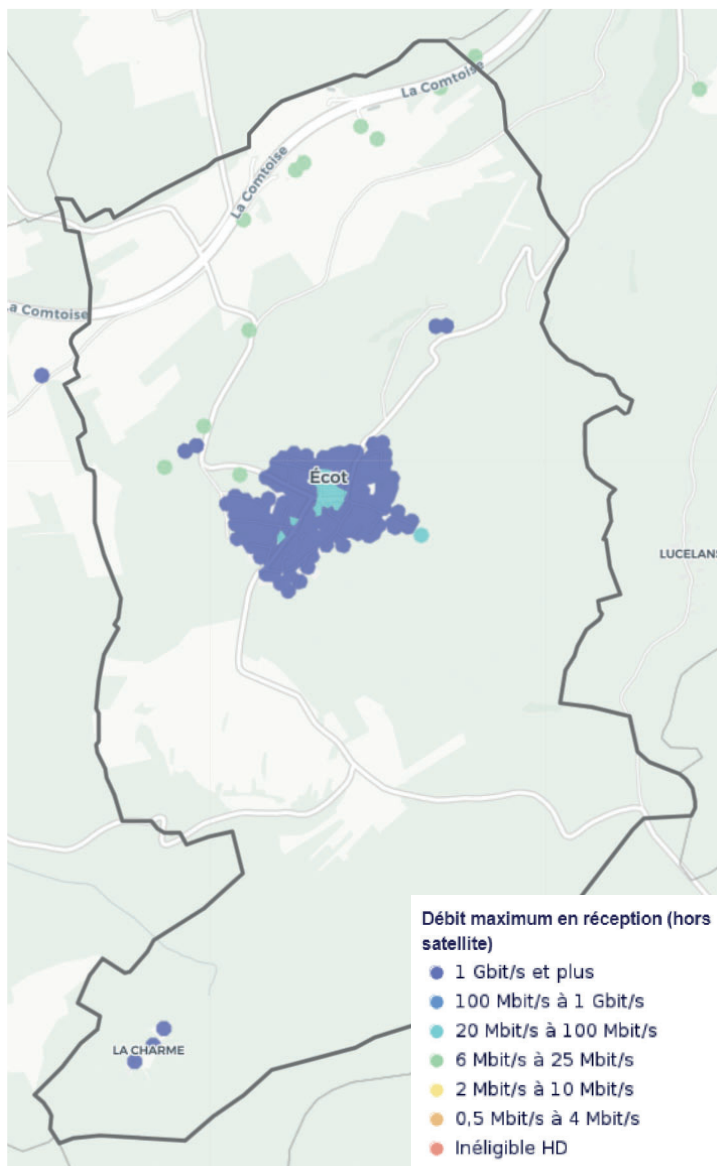 La Comtoise
La Comtoise
La Comtoise
Écot
LUCELANS
LA CHARME
Débit maximum en réception (hors
satellite)
1 Gbit/s et plus
100 Mbit/s à 1 Gbit/s
20 Mbit/s à 100 Mbit/s
6 Mbit/s à 25 Mbit/s
2 Mbit/s à 10 Mbit/s
0,5 Mbit/s à 4 Mbit/s
Inéligible HD